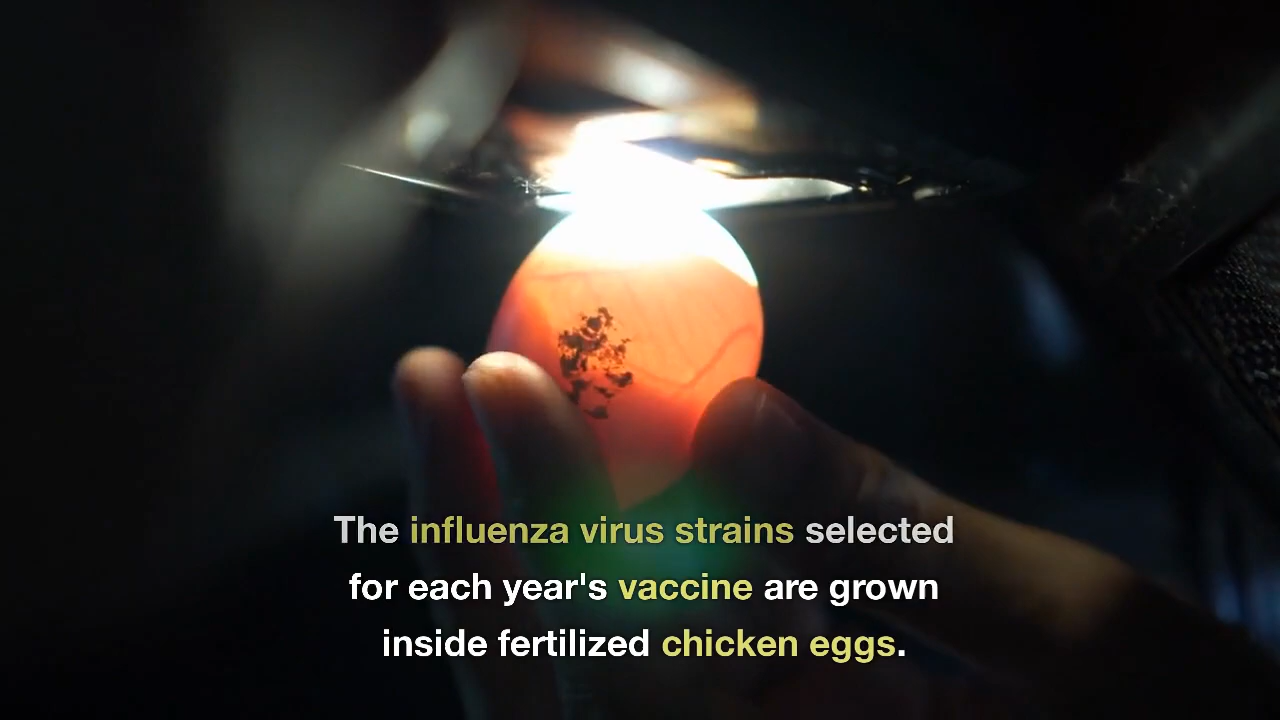 The influenza virus strains selected
for each year's vaccine are grown
inside fertilized chicken eggs.